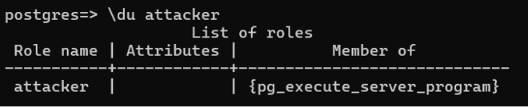 postgres=> \du attacker
List of roles
Role name | Attributes | Member of
-----------+------------+----------------------------
attacker | | {pg_execute_server_program}